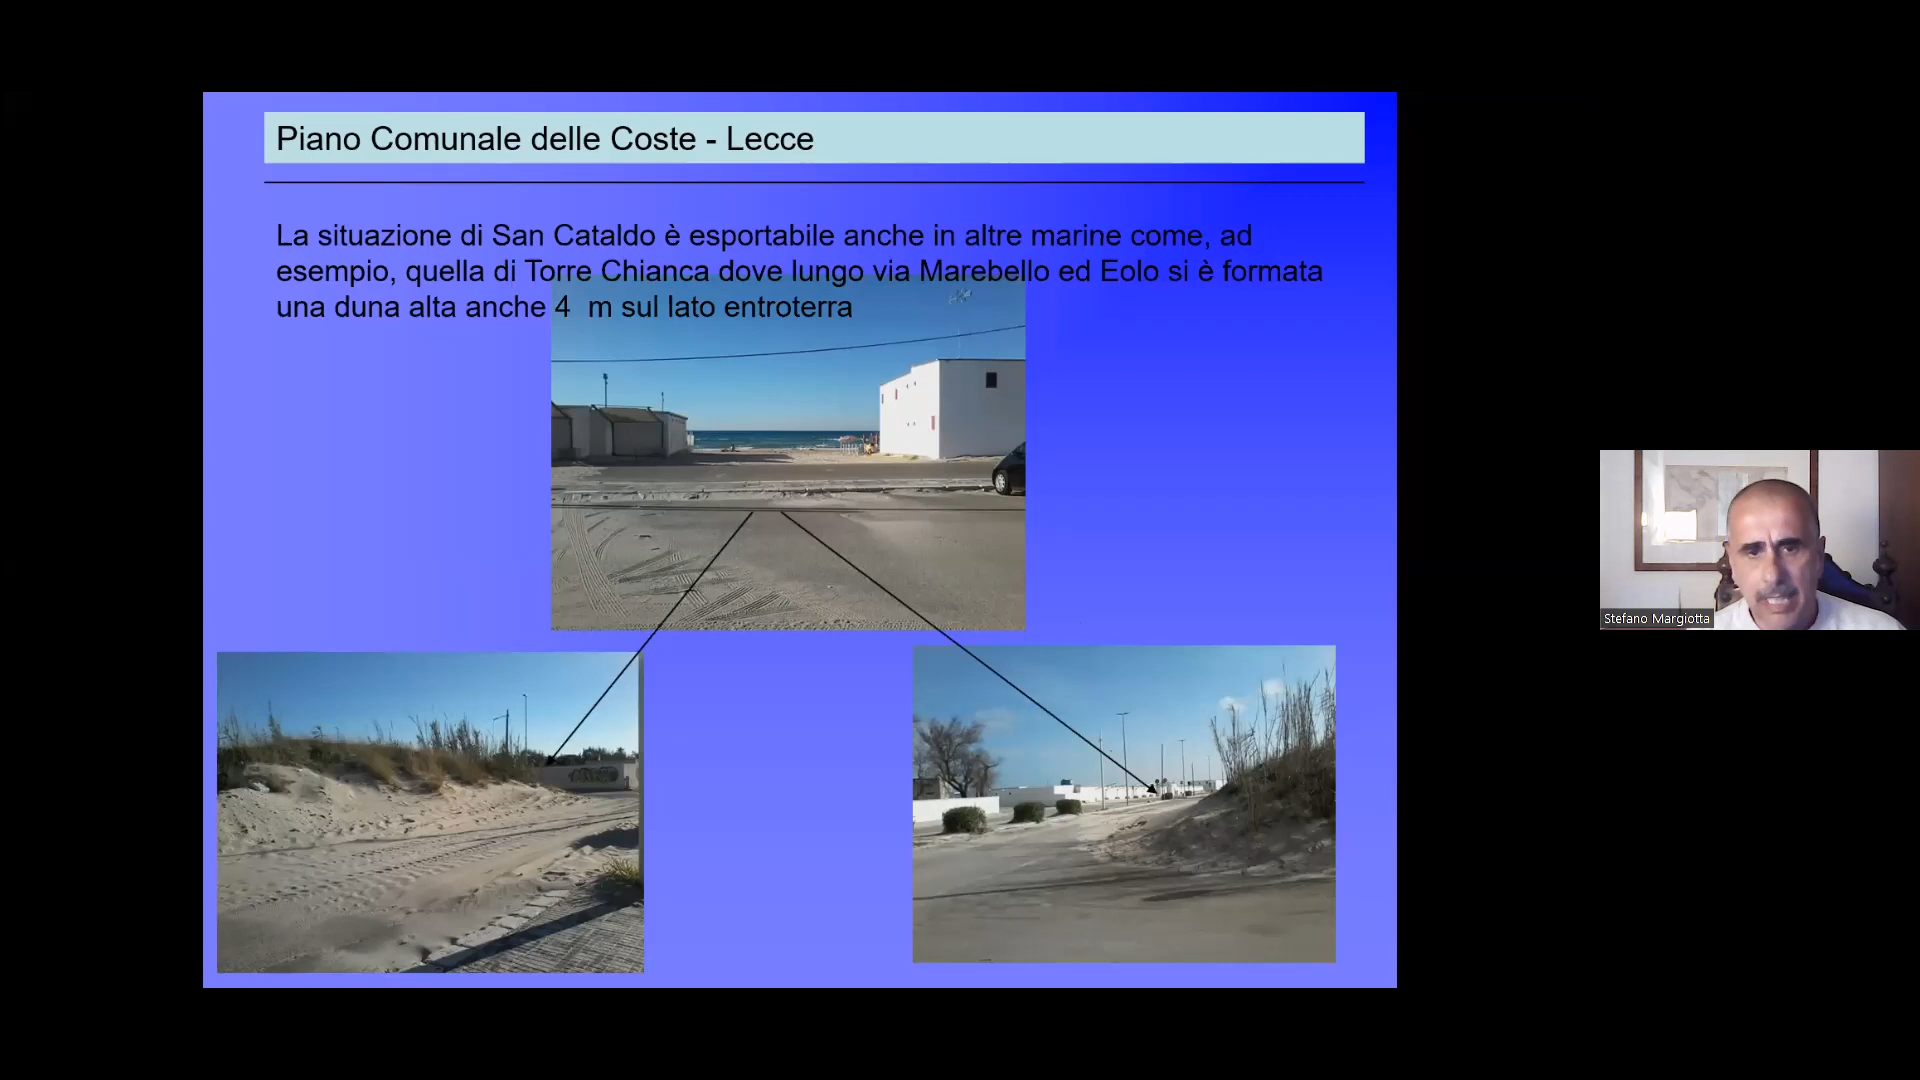 Piano Comunale delle Coste - Lecce
La situazione di San Cataldo è esportabile anche in altre marine come, ad
esempio, quella di Torre Chianca dove lungo via Marebello ed Eolo si è formata
una duna alta anche 4  m sul lato entroterra
Stefano Margiotta